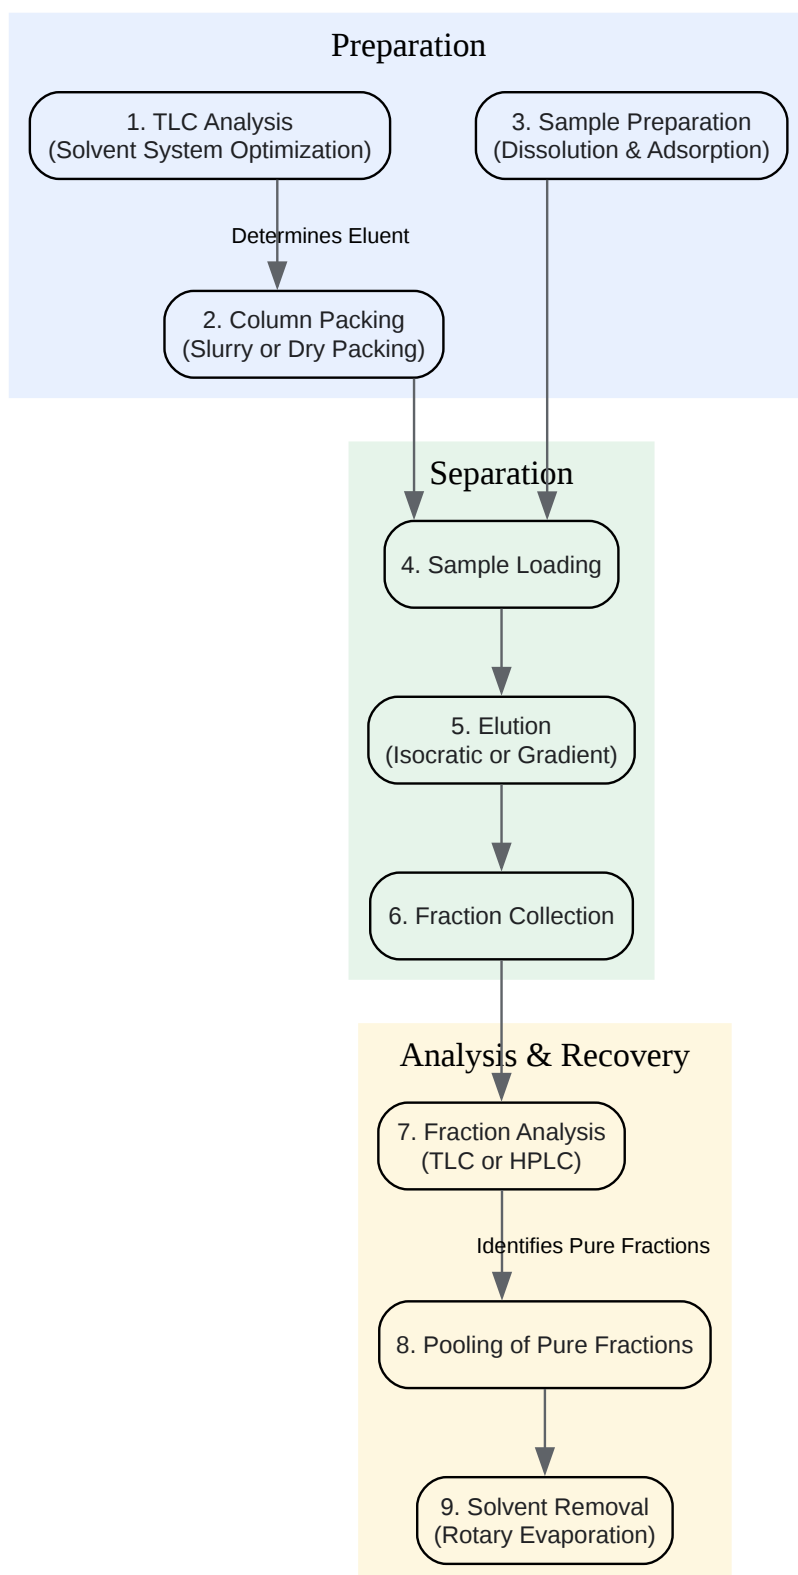 Preparation
1. TLC Analysis
(Solvent System Optimization)
3. Sample Preparation
(Dissolution & Adsorption)
Determines Eluent
2. Column Packing
(Slurry or Dry Packing)
Separation
4. Sample Loading
5. Elution
(Isocratic or Gradient)
6. Fraction Collection
Analysis & Recovery
7. Fraction Analysis
(TLC or HPLC)
Identifies Pure Fractions
8. Pooling of Pure Fractions
9. Solvent Removal
(Rotary Evaporation)